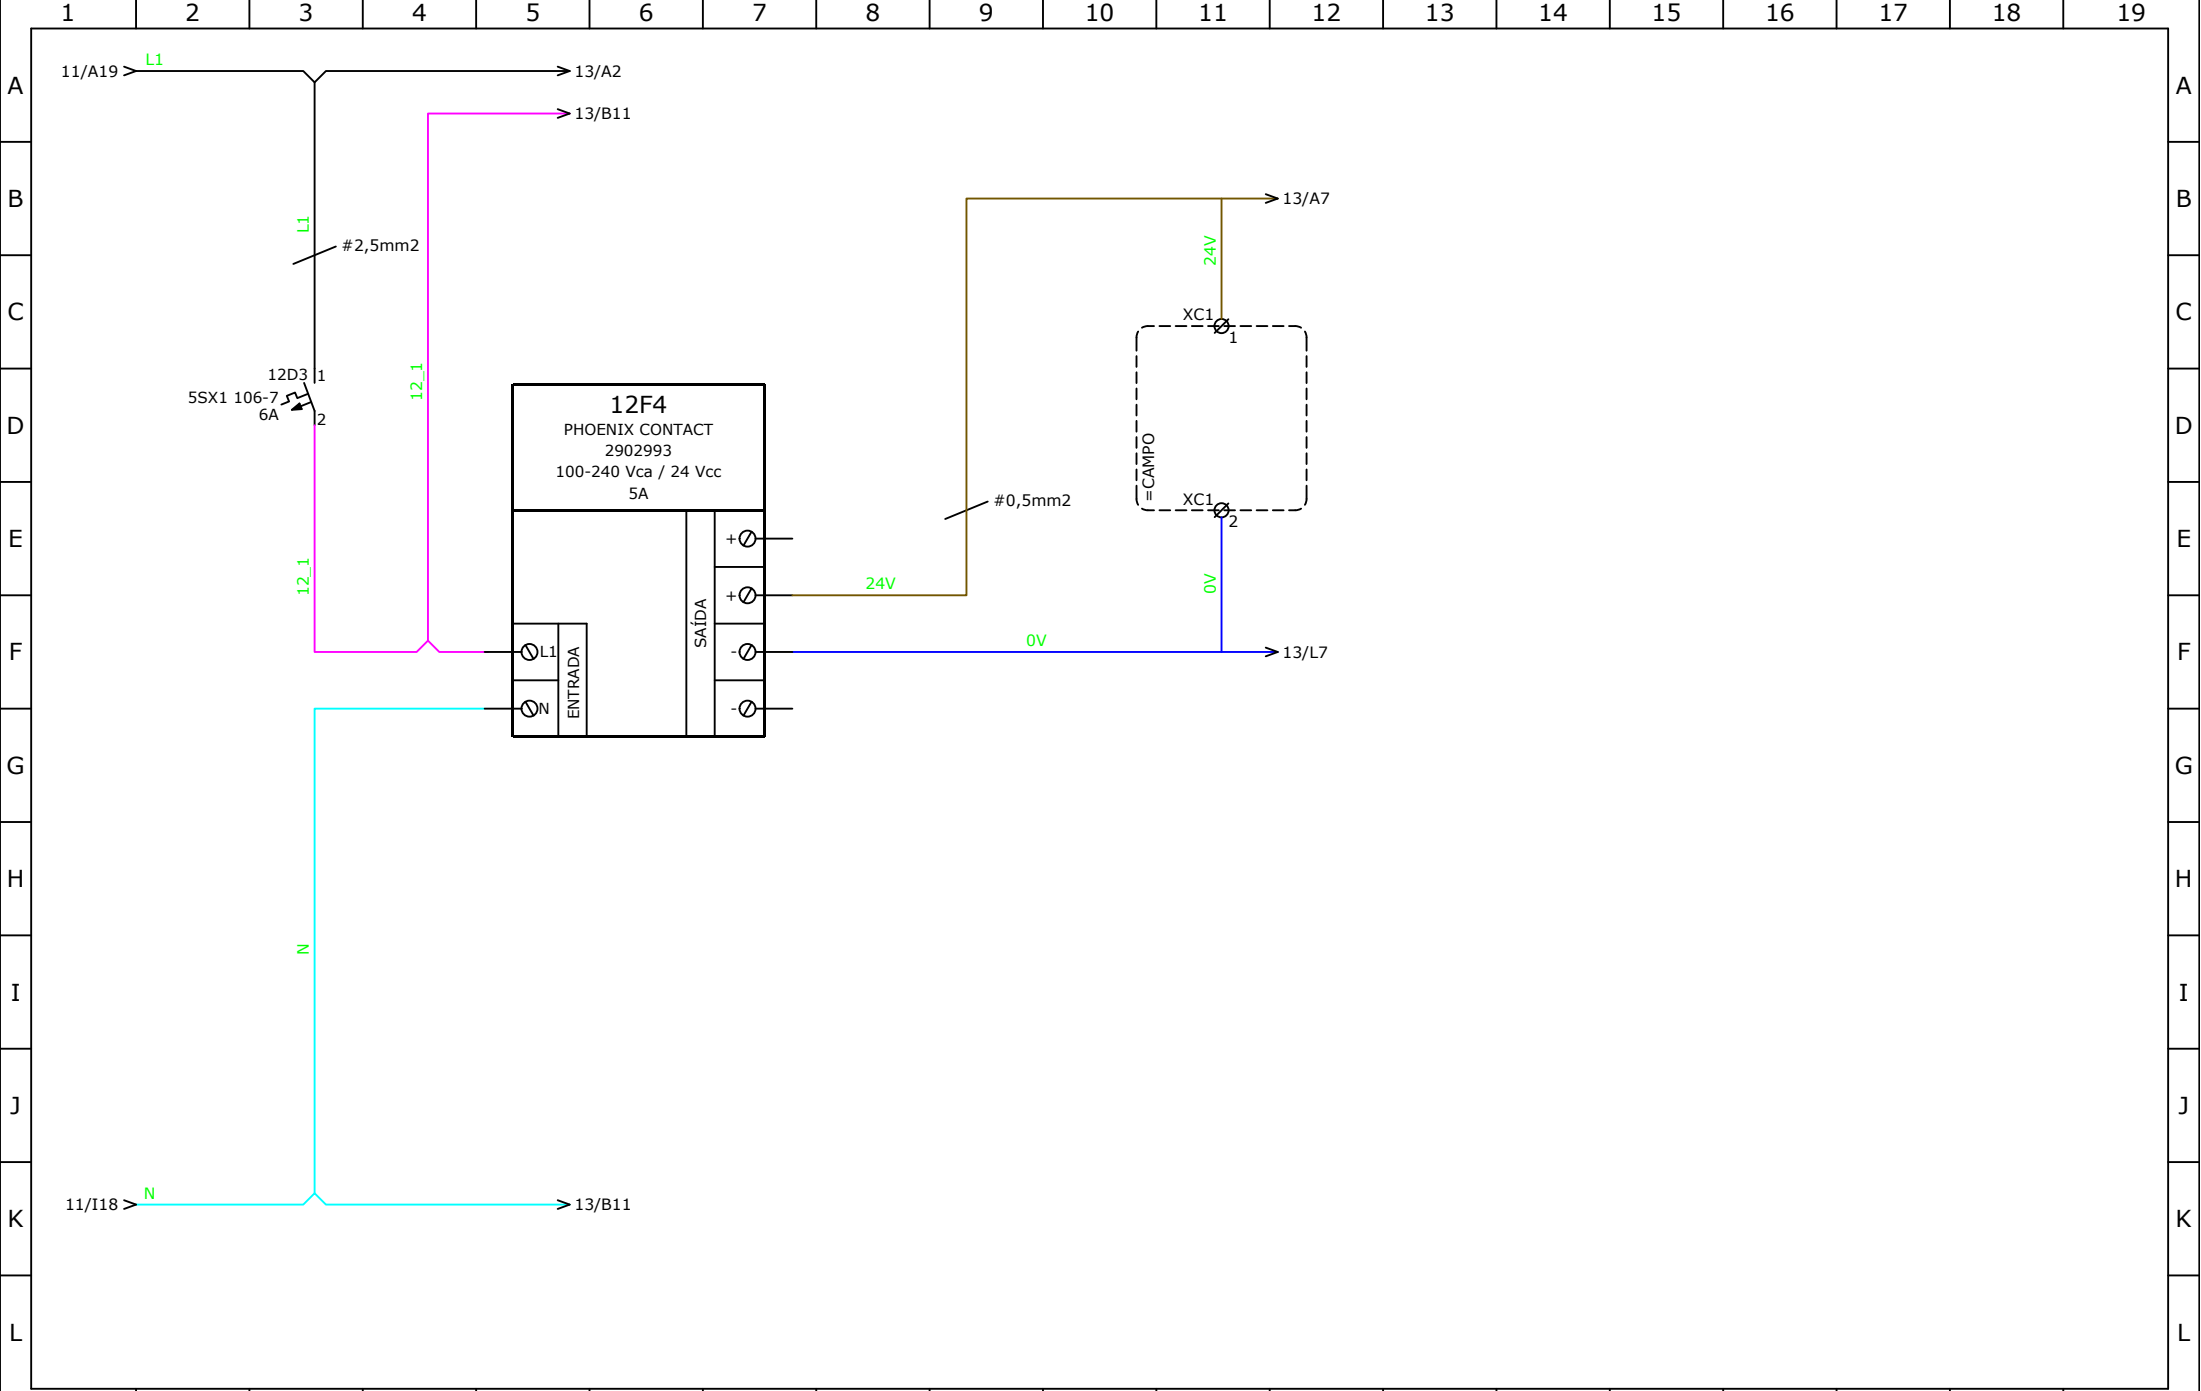 1 2 3 4 5 6 7 8 9 10 11 12 13 14 15 16 17 18 19
11/A19 L1 13/A2
A A
13/B11
B 13/A7 B
L1
#2,5mm2
24V
C XC1 C
1
12D3 1
5SX1 106-7
6A
2
12_1
12F4
PHOENIX CONTACT
2902993
100-240 Vca / 24 Vcc
5A
D D
=CAMPO
XC1
2
#0,5mm2
E + E
12_1
24V
+
0V
SAÍDA
0V
F L1 - 13/L7 F
ENTRADA
N -
G G
H H
N
I I
J J
11/I18 N 13/B11
K K
L L